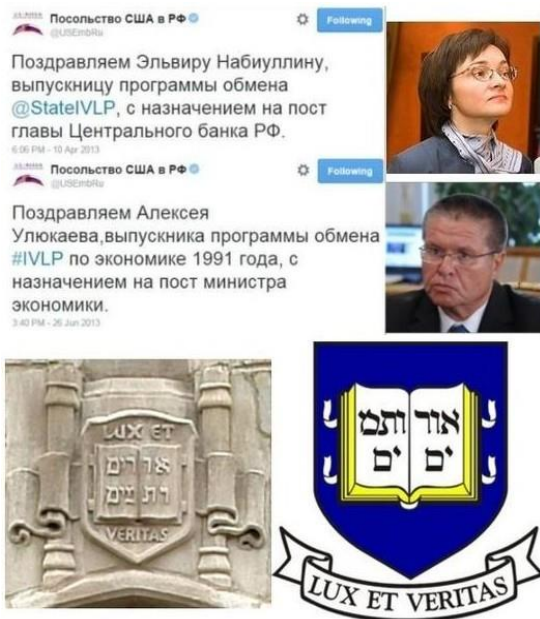 Посольство США в РФ
@USEmbRu
Following
Поздравляем Эльвиру Набиуллину,
выпускницу программы обмена
@StateIVLP, с назначением на пост
главы Центрального банка РФ.
6:06 PM - 10 Apr 2013
Посольство США в РФ
@USEmbRu
Following
Поздравляем Алексея
Улюкаева,выпускника программы обмена
#IVLP по экономике 1991 года, с
назначением на пост министра
экономики.
3:40 PM - 26 Jun 2013
LUX ET
VERITAS
אור ותמ
ים ים
LUX ET VERITAS